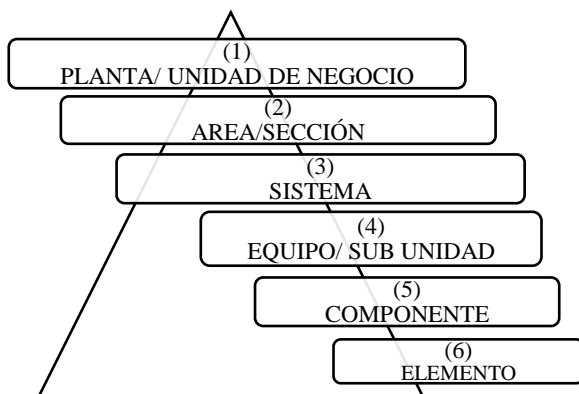 (1)
PLANTA/ UNIDAD DE NEGOCIO
(2)
AREA/SECCIÓN
(3)
SISTEMA
(4)
EQUIPO/ SUB UNIDAD
(5)
COMPONENTE
(6)
ELEMENTO